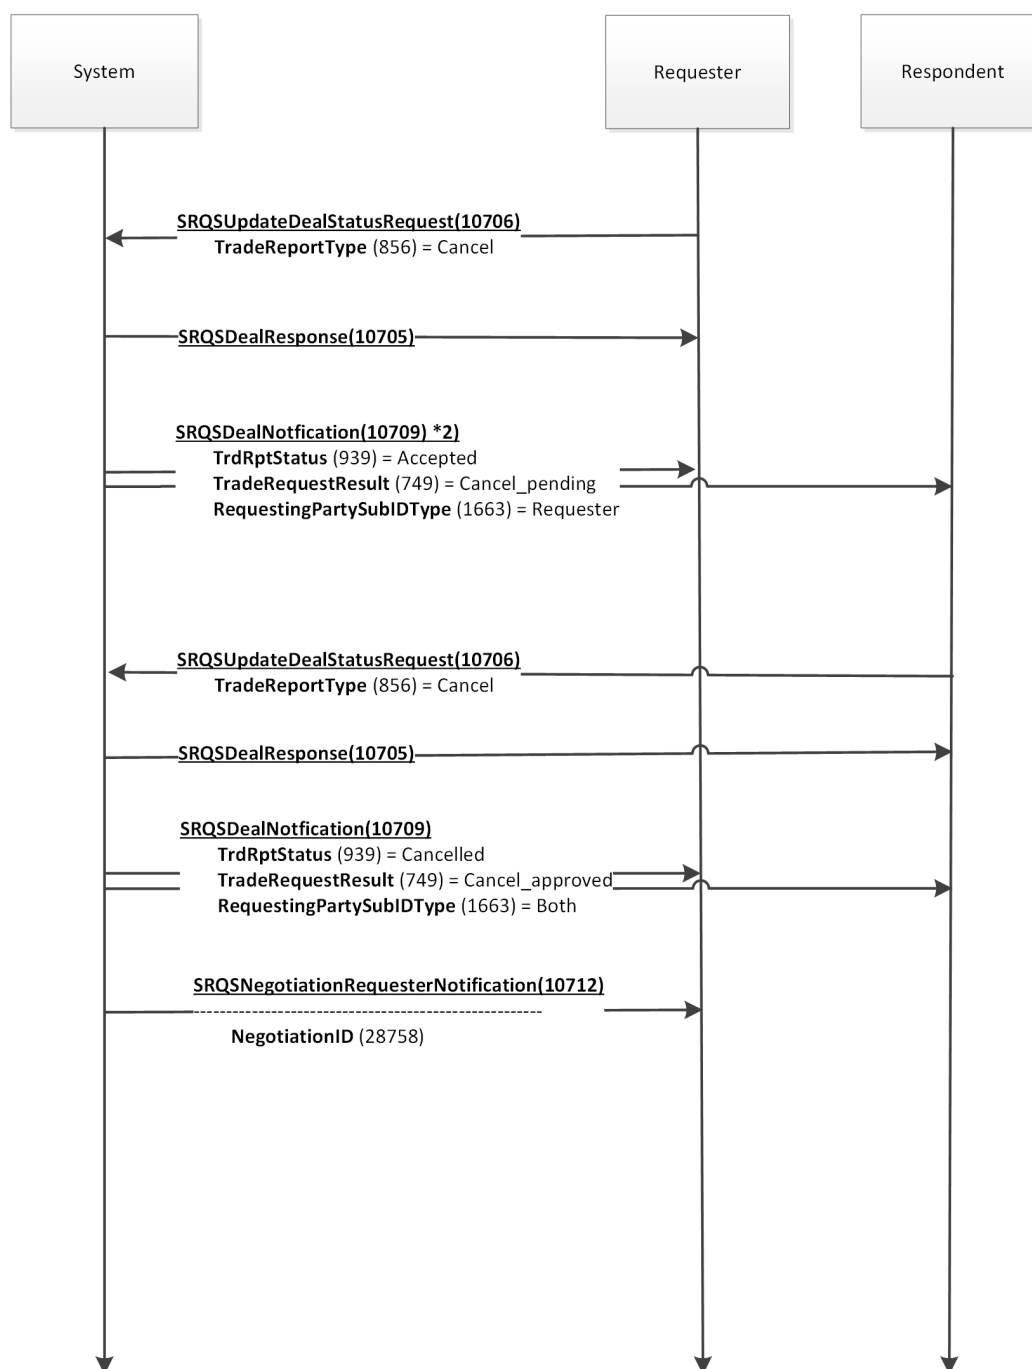 System
Requester
Respondent
SRQSUpdateDealStatusRequest(10706)
TradeReportType (856) = Cancel
SRQSDealResponse(10705)
SRQSDealNotfication(10709) *2)
TrdRptStatus (939) = Accepted
TradeRequestResult (749) = Cancel_pending
RequestingPartySubIDType (1663) = Requester
SRQSUpdateDealStatusRequest(10706)
TradeReportType (856) = Cancel
SRQSDealResponse(10705)
SRQSDealNotfication(10709)
TrdRptStatus (939) = Cancelled
TradeRequestResult (749) = Cancel_approved
RequestingPartySubIDType (1663) = Both
SRQSNegotiationRequesterNotification(10712)
------------------------------------------------------
NegotiationID (28758)